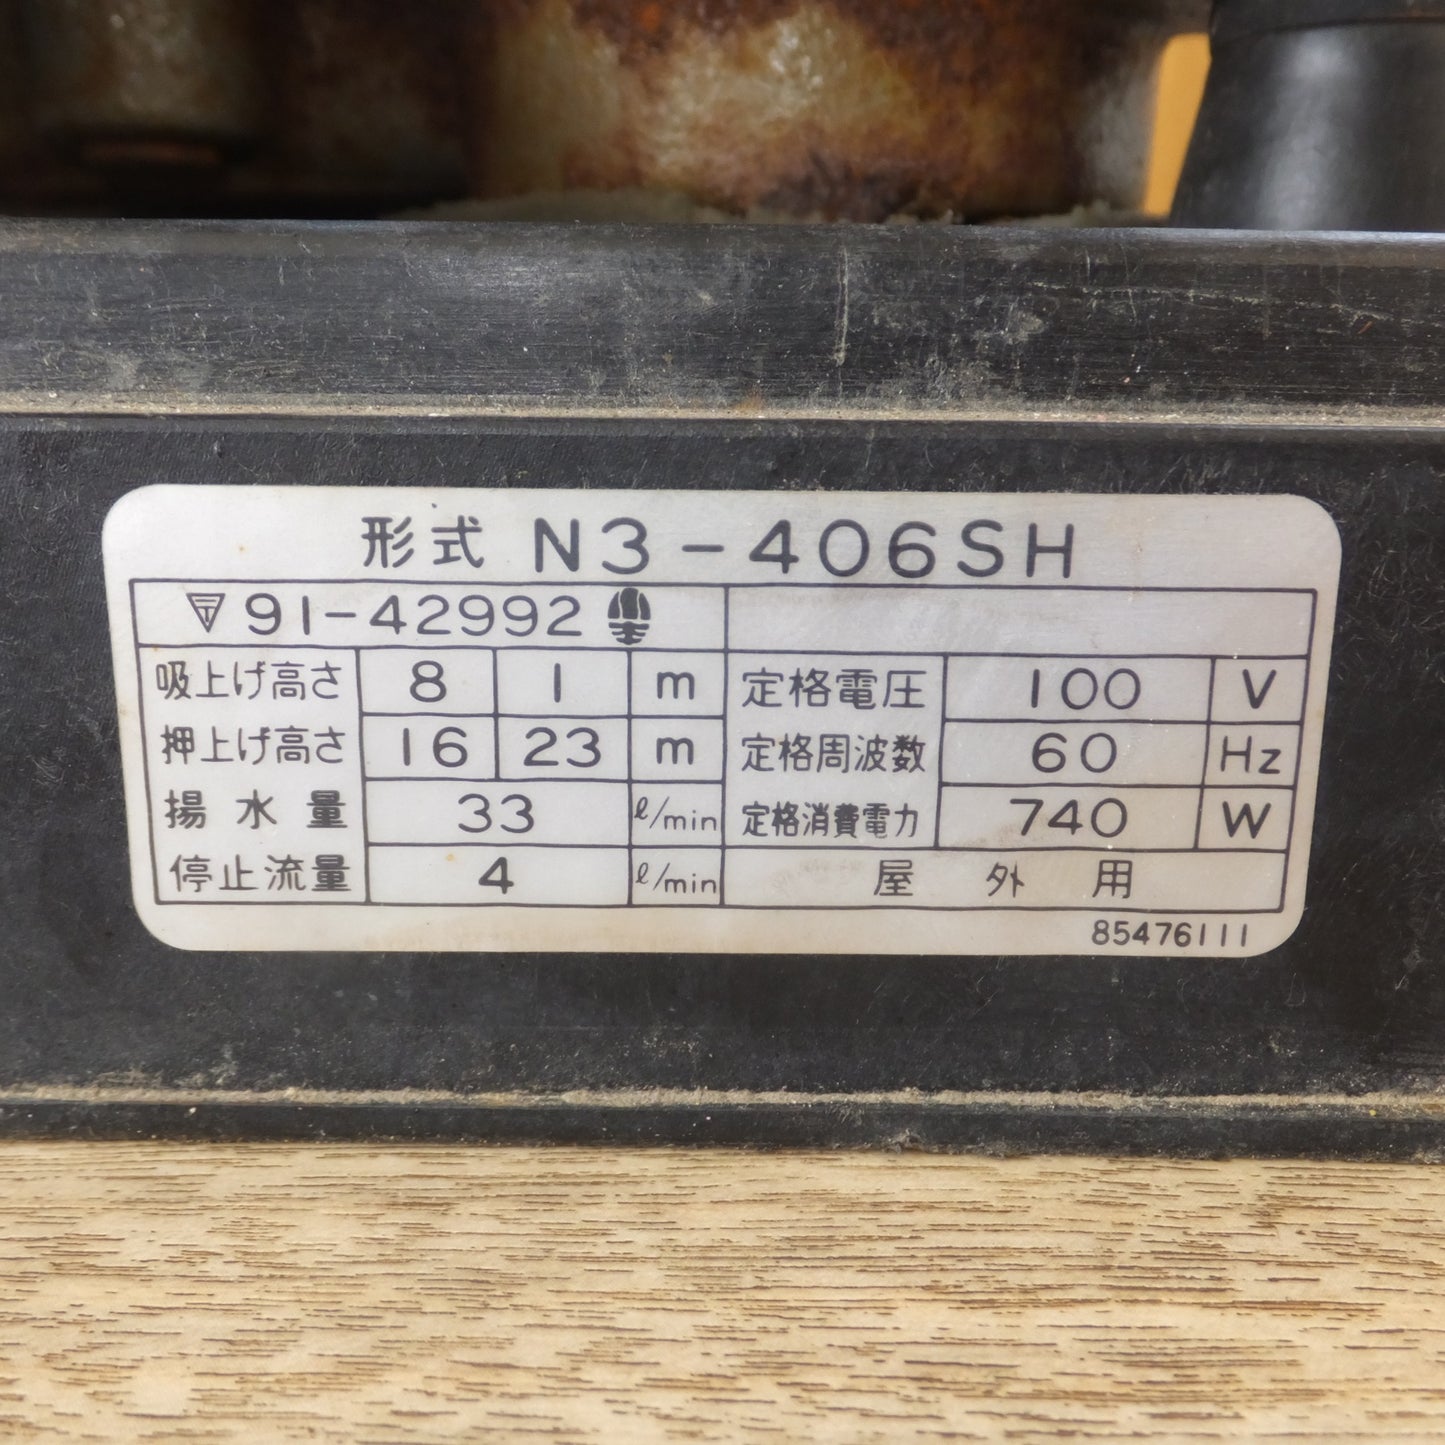 形式 N3-406SH
91-42992
吸上げ高さ 8 1 m 定格電圧 100 V
押上げ高さ 16 23 m 定格周波数 60 Hz
揚水量 33 ℓ/min 定格消費電力 740 W
停止流量 4 ℓ/min 屋外用
85476111